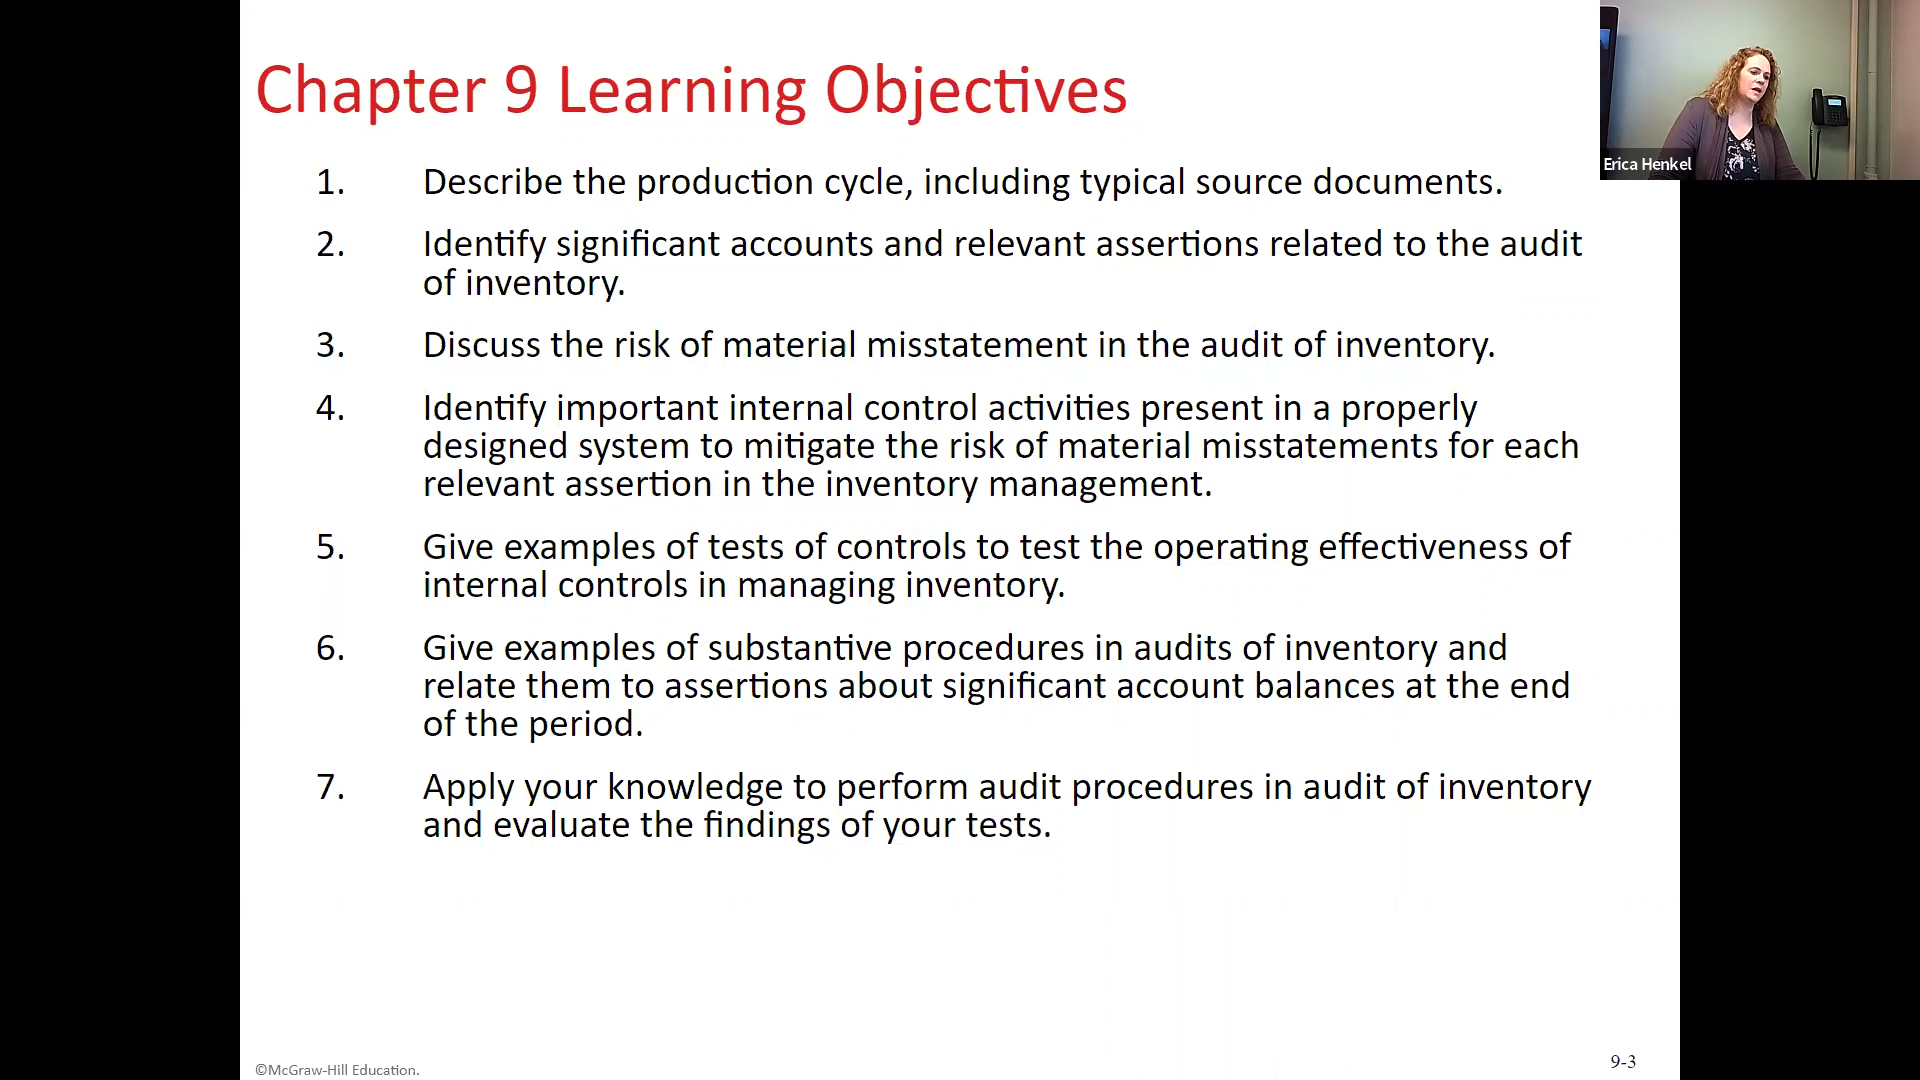 Chapter 9 Learning Objectives
Erica Henkel
1. Describe the production cycle, including typical source documents.
2. Identify significant accounts and relevant assertions related to the audit
of inventory.
3. Discuss the risk of material misstatement in the audit of inventory.
4. Identify important internal control activities present in a properly
designed system to mitigate the risk of material misstatements for each
relevant assertion in the inventory management.
5. Give examples of tests of controls to test the operating effectiveness of
internal controls in managing inventory.
6. Give examples of substantive procedures in audits of inventory and
relate them to assertions about significant account balances at the end
of the period.
7. Apply your knowledge to perform audit procedures in audit of inventory
and evaluate the findings of your tests.
©McGraw-Hill Education.
9-3